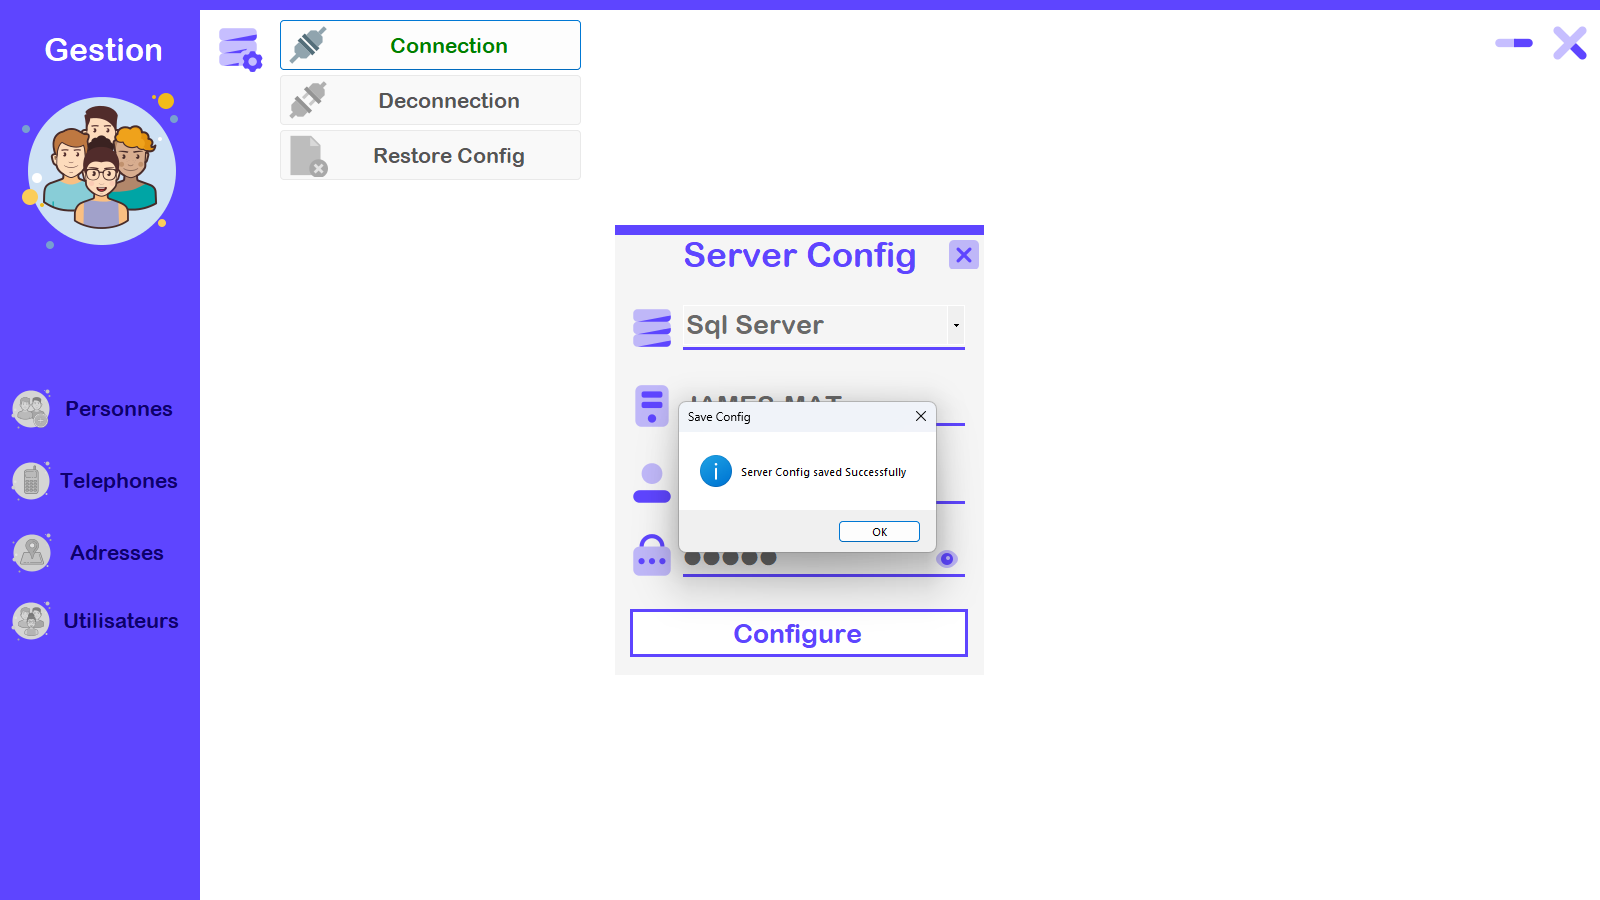 Gestion
Connection
Deconnection
Restore Config
Server Config
Sql Server
Save Config
Server Config saved Successfully
OK
Configure
Personnes
Telephones
Adresses
Utilisateurs